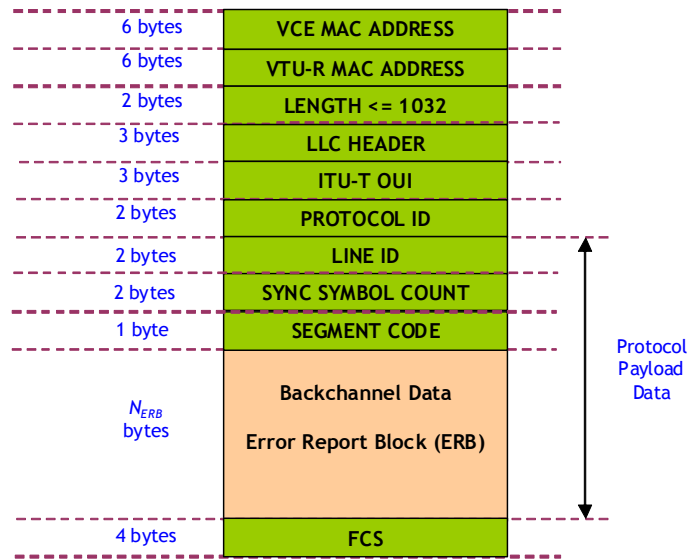 6 bytes VCE MAC ADDRESS
6 bytes VTU-R MAC ADDRESS
2 bytes LENGTH <= 1032
3 bytes LLC HEADER
3 bytes ITU-T OUI
2 bytes PROTOCOL ID
2 bytes LINE ID
2 bytes SYNC SYMBOL COUNT
1 byte SEGMENT CODE
Protocol
Payload
Data
NERB
bytes
Backchannel Data
Error Report Block (ERB)
4 bytes FCS